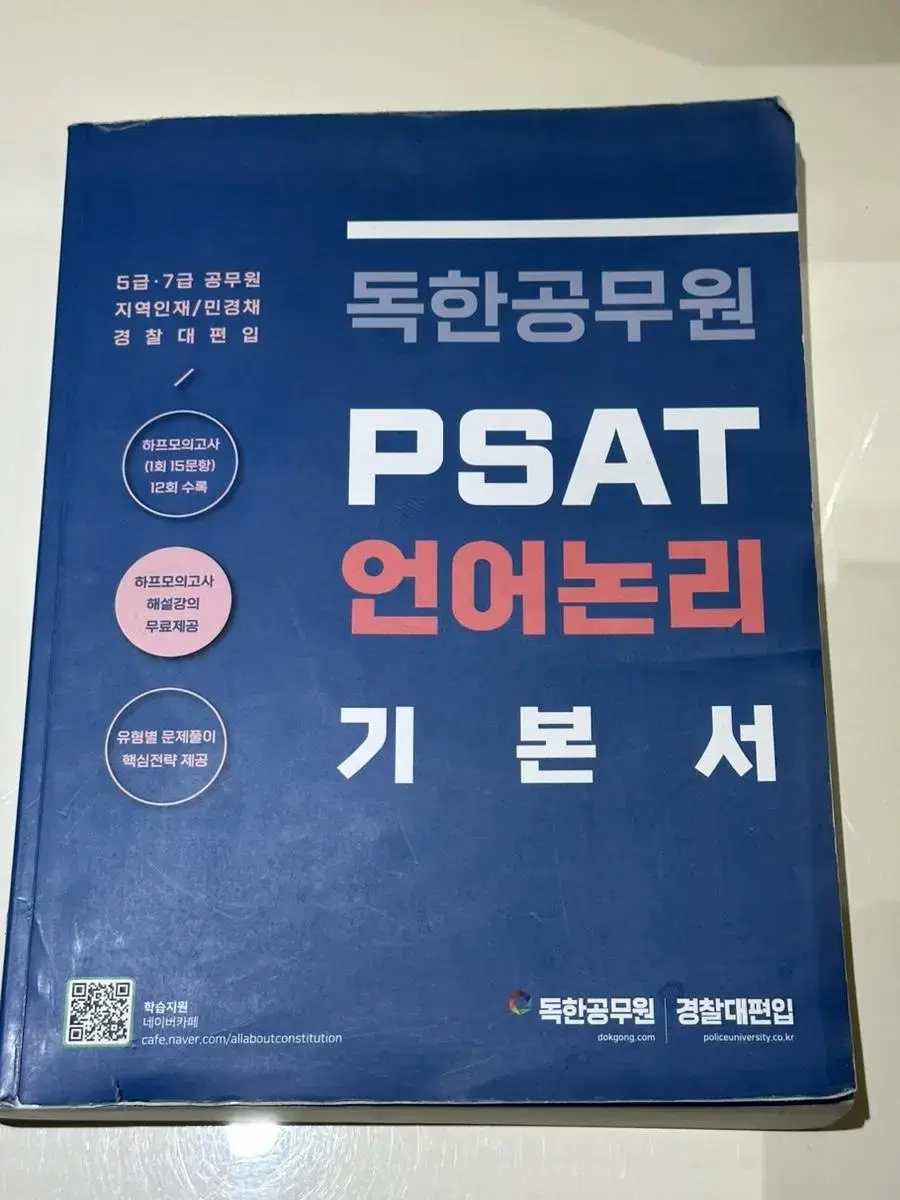 5급·7급 공무원
지역인재/민경채
경찰대편입
하프모의고사
(1회 15문항)
12회 수록
하프모의고사
해설강의
무료제공
유형별 문제풀이
핵심전략 제공
독한공무원
PSAT
언어논리
기본서
학습지원
네이버카페
cafe.naver.com/allaboutconstitution
독한공무원
dokgong.com
경찰대편입
policeuniversity.co.kr